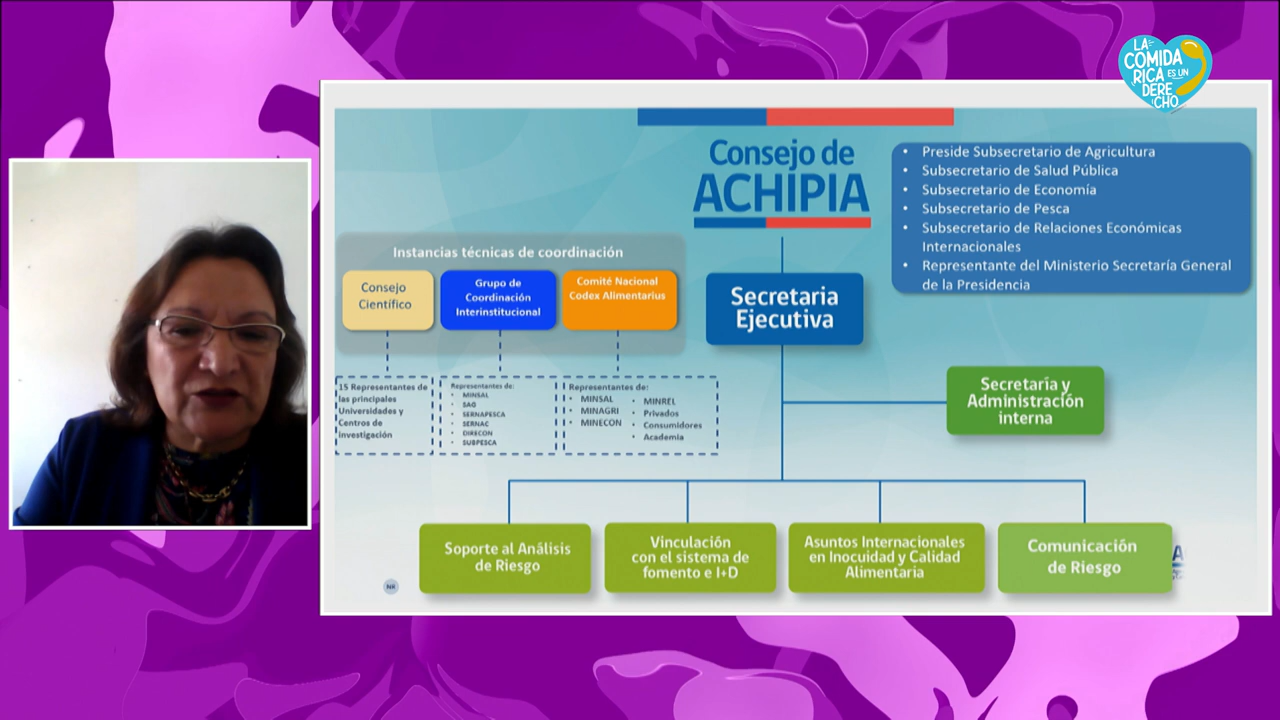 LA
COMIDA
RICA
ES UN
DERE
CHO
Consejo de
ACHIPIA
• Preside Subsecretario de Agricultura
• Subsecretario de Salud Pública
• Subsecretario de Economía
• Subsecretario de Pesca
• Subsecretario de Relaciones Económicas
Internacionales
• Representante del Ministerio Secretaría General
de la Presidencia
Instancias técnicas de coordinación
Consejo
Científico
Grupo de
Coordinación
Interinstitucional
Comité Nacional
Codex Alimentarius
Secretaria
Ejecutiva
15 Representantes de
las principales
Universidades y
Centros de
investigación
Representantes de:
• MINSAL
• SAG
• SERNAPESCA
• SERNAC
• DIRECON
• SUBPESCA
Representantes de:
• MINSAL
• MINAGRI
• MINECON
• MINREL
• Privados
• Consumidores
• Academia
Secretaría y
Administración
interna
Soporte al Análisis
de Riesgo
Vinculación
con el sistema de
fomento e I+D
Asuntos Internacionales
en Inocuidad y Calidad
Alimentaria
Comunicación
de Riesgo
NR